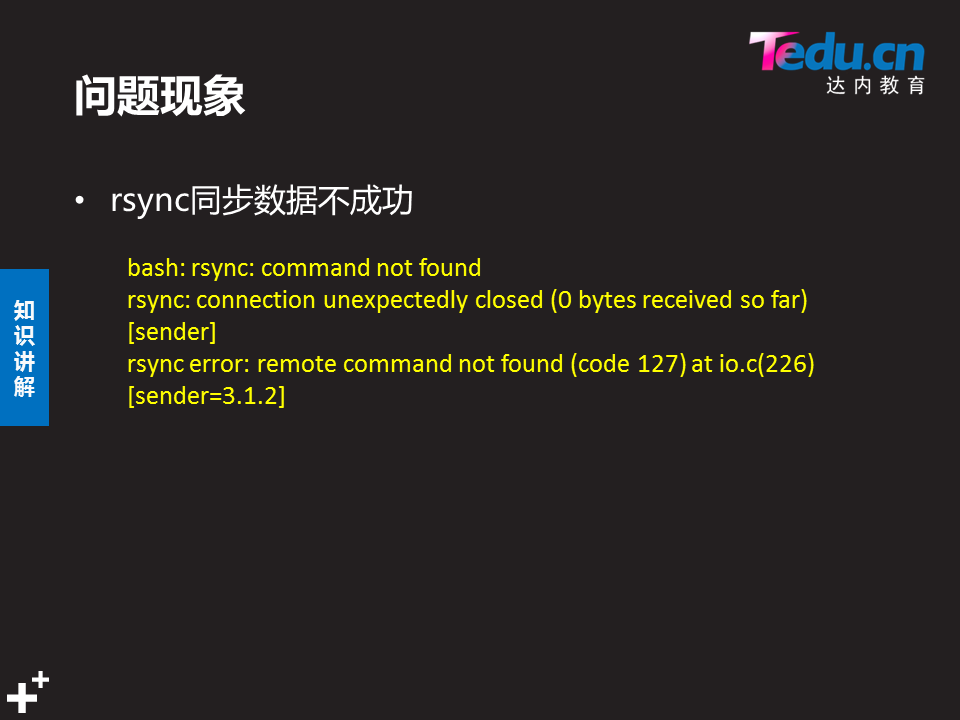 Tedu.cn
达内教育
问题现象
• rsync同步数据不成功
bash: rsync: command not found
rsync: connection unexpectedly closed (0 bytes received so far)
[sender]
rsync error: remote command not found (code 127) at io.c(226)
[sender=3.1.2]
知
识
讲
解